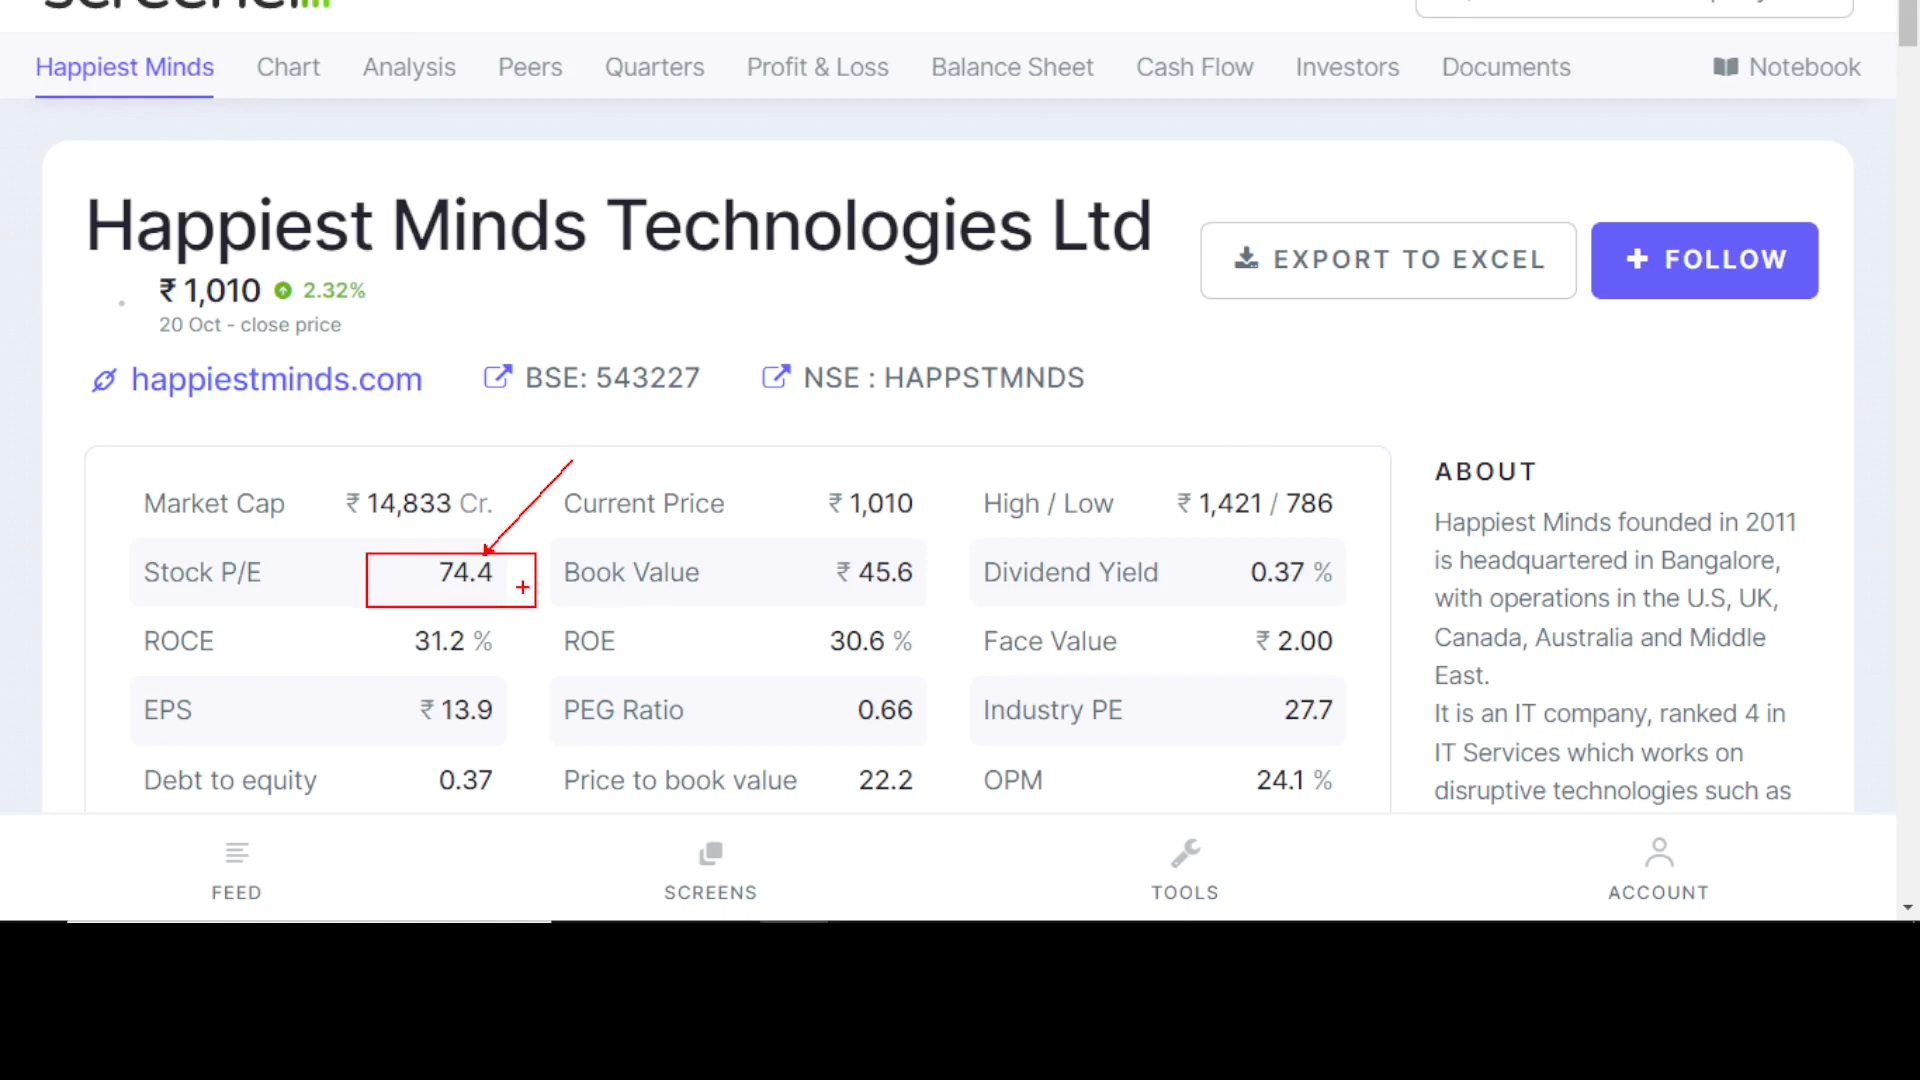 Happiest Minds Chart Analysis Peers Quarters Profit & Loss Balance Sheet Cash Flow Investors Documents Notebook
Happiest Minds Technologies Ltd
EXPORT TO EXCEL
+ FOLLOW
₹ 1,010 2.32%
20 Oct - close price
happiestminds.com BSE: 543227 NSE : HAPPSTMNDS
Market Cap ₹ 14,833 Cr. Current Price ₹ 1,010 High / Low ₹ 1,421 / 786
Stock P/E 74.4 Book Value ₹ 45.6 Dividend Yield 0.37 %
ROCE 31.2 % ROE 30.6 % Face Value ₹ 2.00
EPS ₹ 13.9 PEG Ratio 0.66 Industry PE 27.7
Debt to equity 0.37 Price to book value 22.2 OPM 24.1 %
ABOUT
Happiest Minds founded in 2011
is headquartered in Bangalore,
with operations in the U.S, UK,
Canada, Australia and Middle
East.
It is an IT company, ranked 4 in
IT Services which works on
disruptive technologies such as
FEED SCREENS TOOLS ACCOUNT